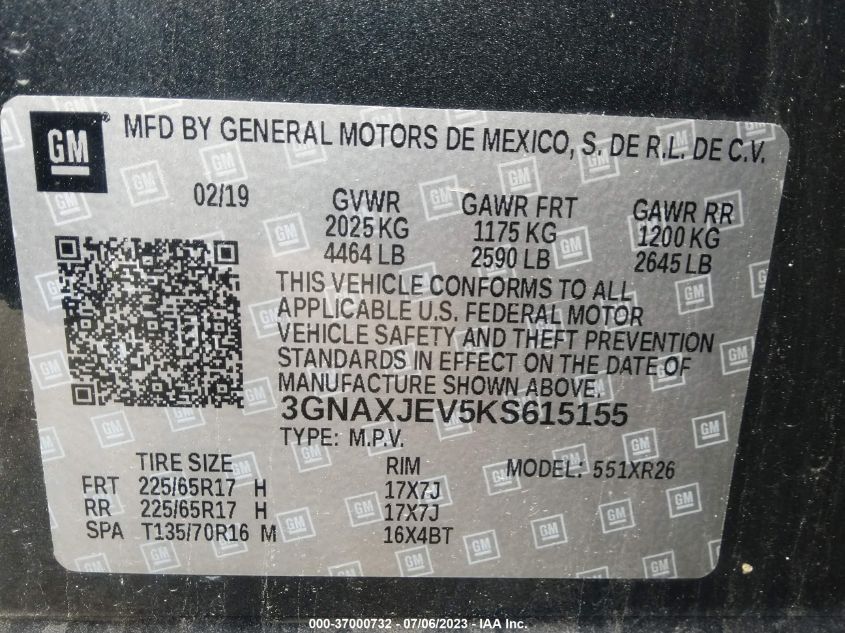 GM MFD BY GENERAL MOTORS DE MEXICO, S. DE R.L. DE C.V.
02/19 GVWR GAWR FRT GAWR RR
2025 KG 1175 KG 1200 KG
4464 LB 2590 LB 2645 LB
THIS VEHICLE CONFORMS TO ALL
APPLICABLE U.S. FEDERAL MOTOR
VEHICLE SAFETY AND THEFT PREVENTION
STANDARDS IN EFFECT ON THE DATE OF
MANUFACTURE SHOWN ABOVE.
3GNAXJEV5KS615155
TYPE: M.P.V.
TIRE SIZE RIM MODEL: 551XR26
FRT 225/65R17 H 17X7J
RR 225/65R17 H 17X7J
SPA T135/70R16 M 16X4BT
000-37000732 - 07/06/2023 - IAA Inc.